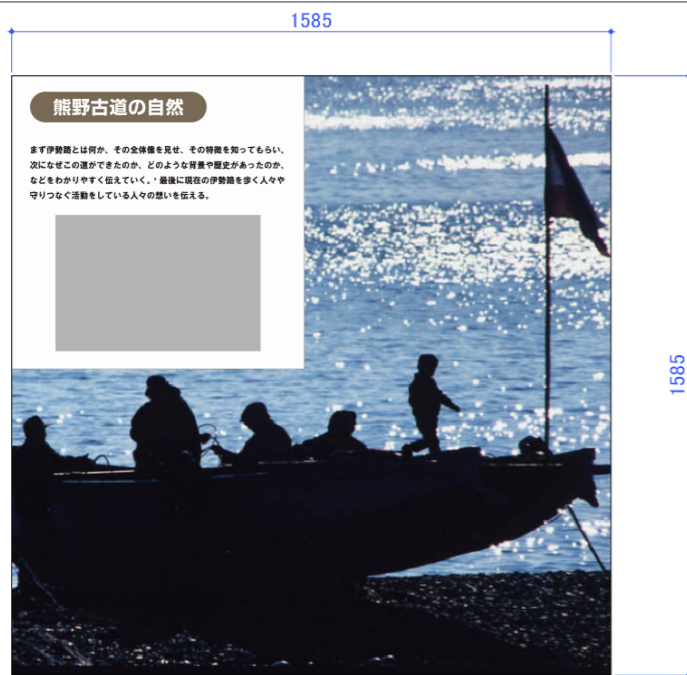 1585
熊野古道の自然
まず伊勢路とは何か、その全体像を見せ、その特徴を知ってもらい、
次になぜこの道ができたのか、どのような背景や歴史があったのか、
などをわかりやすく伝えていく。・最後に現在の伊勢路を歩く人々や
守りつなぐ活動をしている人々の想いを伝える。
1585